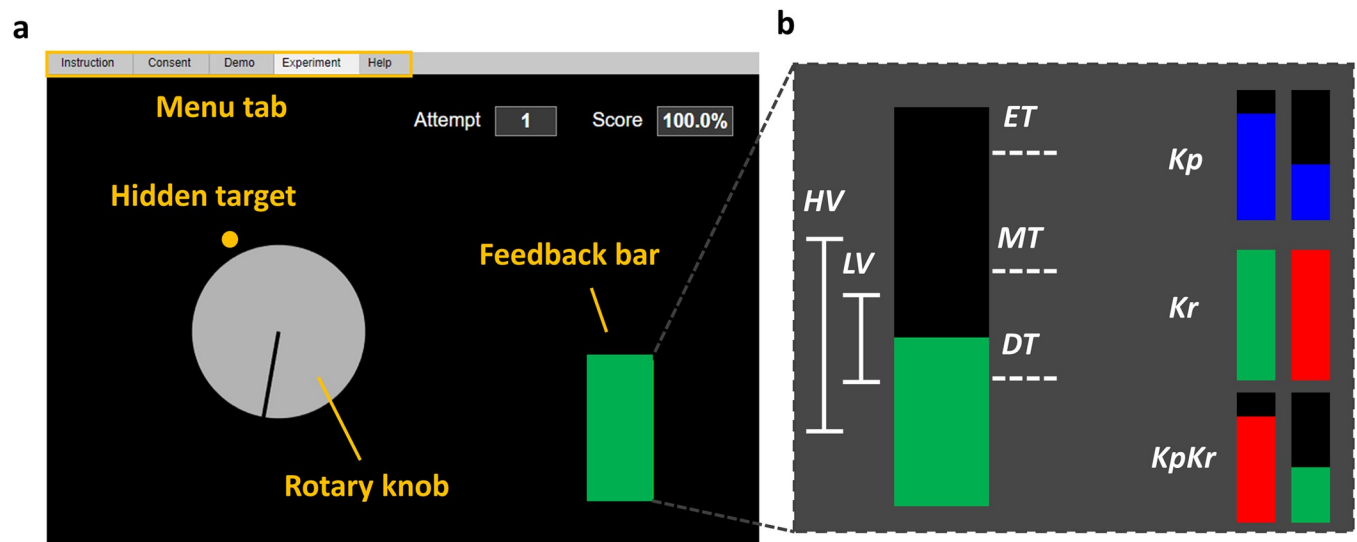 a
Instruction Consent Demo Experiment Help
Menu tab
Attempt 1 Score 100.0%
Hidden target
Feedback bar
Rotary knob
b
ET
HV
MT
LV
DT
Kp
Kr
KpKr